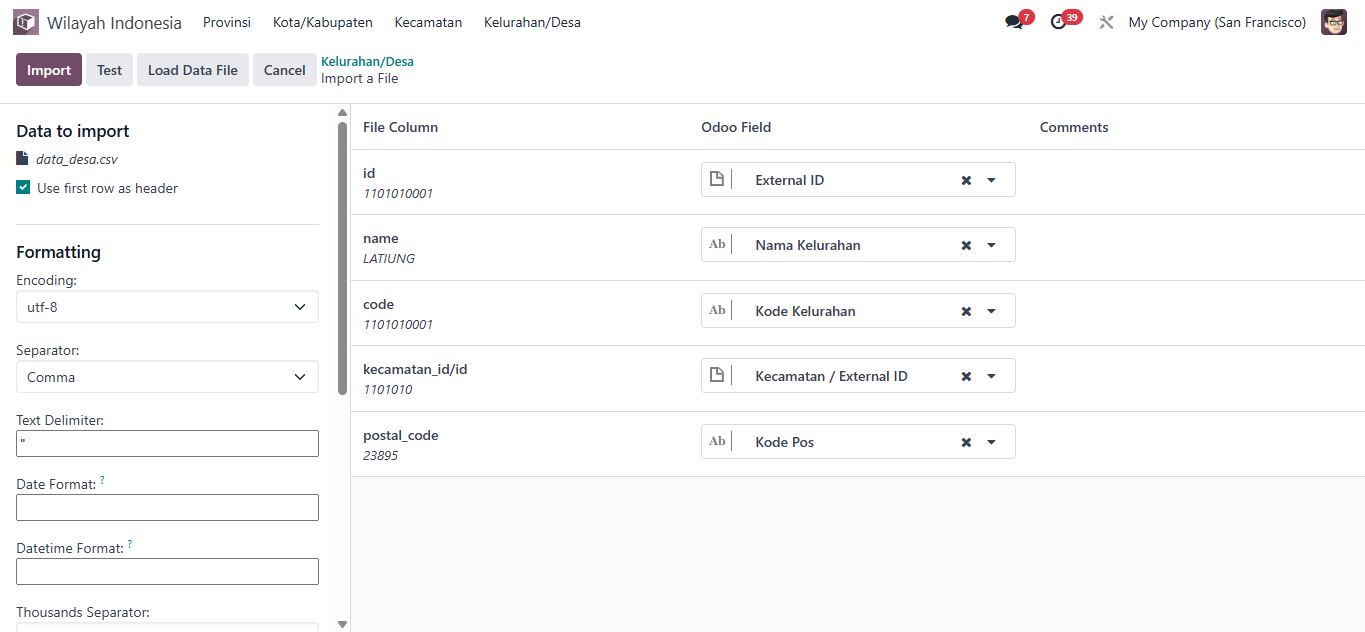 Wilayah Indonesia Provinsi Kota/Kabupaten Kecamatan Kelurahan/Desa 7 39 My Company (San Francisco)
Import Test Load Data File Cancel Kelurahan/Desa
Import a File
Data to import
data_desa.csv
Use first row as header
Formatting
Encoding:
utf-8
Separator:
Comma
Text Delimiter:
"
Date Format: ?
Datetime Format: ?
Thousands Separator:
File Column Odoo Field Comments
id
1101010001
External ID
name
LATIUNG
Ab Nama Kelurahan
code
1101010001
Ab Kode Kelurahan
kecamatan_id/id
1101010
Kecamatan / External ID
postal_code
23895
Ab Kode Pos